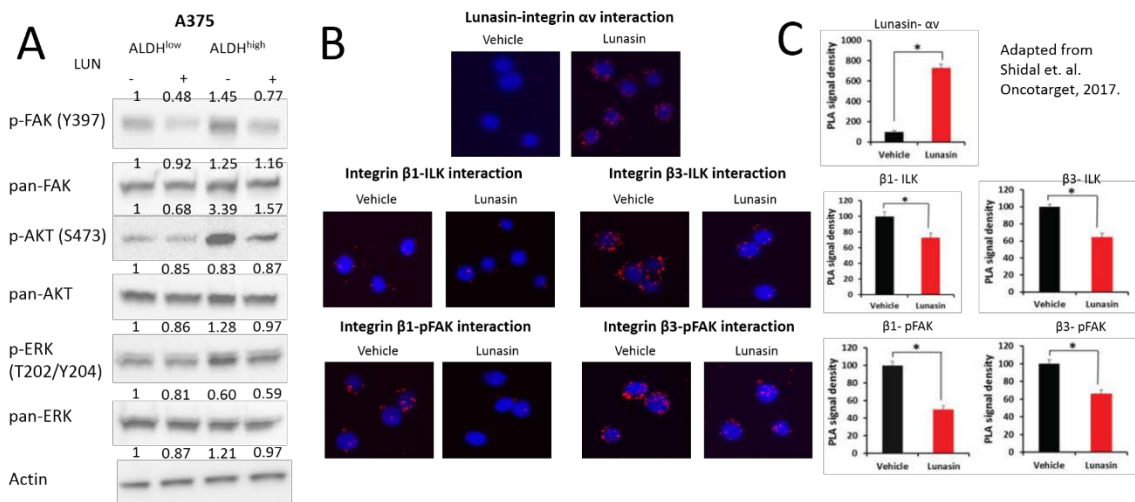 A
A375
ALDHlow ALDHhigh
LUN
- + - +
1 0.48 1.45 0.77
p-FAK (Y397)
1 0.92 1.25 1.16
pan-FAK
1 0.68 3.39 1.57
p-AKT (S473)
1 0.85 0.83 0.87
pan-AKT
1 0.86 1.28 0.97
p-ERK
(T202/Y204)
1 0.81 0.60 0.59
pan-ERK
1 0.87 1.21 0.97
Actin
B
Lunasin-integrin αv interaction
Vehicle Lunasin
Integrin β1-ILK interaction
Vehicle Lunasin
Integrin β3-ILK interaction
Vehicle Lunasin
Integrin β1-pFAK interaction
Vehicle Lunasin
Integrin β3-pFAK interaction
Vehicle Lunasin
C
Lunasin- αv
PLA signal density
1000
800
600
400
200
0
*
Vehicle Lunasin
Adapted from
Shidal et. al.
Oncotarget, 2017.
β1- ILK
PLA signal density
120
100
80
60
40
20
0
*
Vehicle Lunasin
β3- ILK
PLA signal density
120
100
80
60
40
20
0
*
Vehicle Lunasin
β1- pFAK
PLA signal density
120
100
80
60
40
20
0
*
Vehicle Lunasin
β3- pFAK
PLA signal density
120
100
80
60
40
20
0
*
Vehicle Lunasin